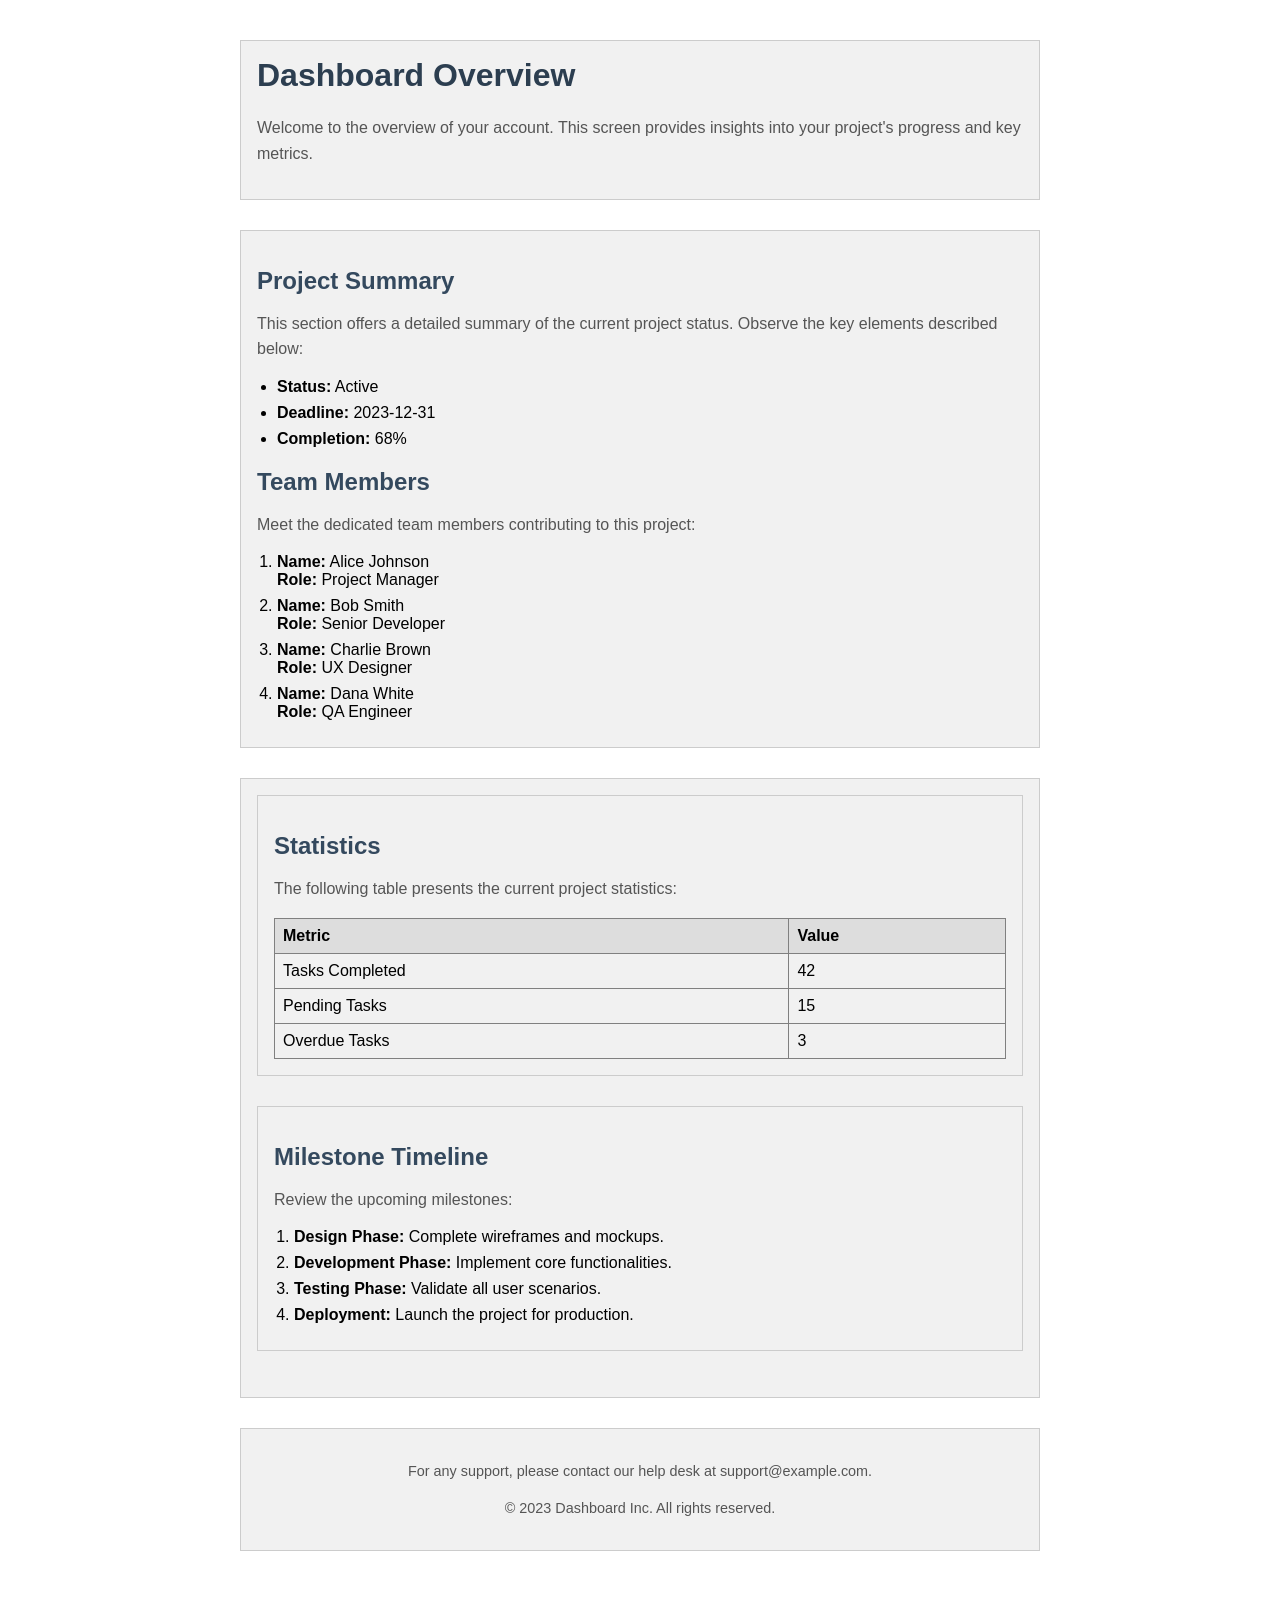 Dashboard Overview
Welcome to the overview of your account. This screen provides insights into your project's progress and key
metrics.
Project Summary
This section offers a detailed summary of the current project status. Observe the key elements described
below:
• Status: Active
• Deadline: 2023-12-31
• Completion: 68%
Team Members
Meet the dedicated team members contributing to this project:
1. Name: Alice Johnson
Role: Project Manager
2. Name: Bob Smith
Role: Senior Developer
3. Name: Charlie Brown
Role: UX Designer
4. Name: Dana White
Role: QA Engineer
Statistics
The following table presents the current project statistics:
Metric Value
Tasks Completed 42
Pending Tasks 15
Overdue Tasks 3
Milestone Timeline
Review the upcoming milestones:
1. Design Phase: Complete wireframes and mockups.
2. Development Phase: Implement core functionalities.
3. Testing Phase: Validate all user scenarios.
4. Deployment: Launch the project for production.
For any support, please contact our help desk at support@example.com.
© 2023 Dashboard Inc. All rights reserved.